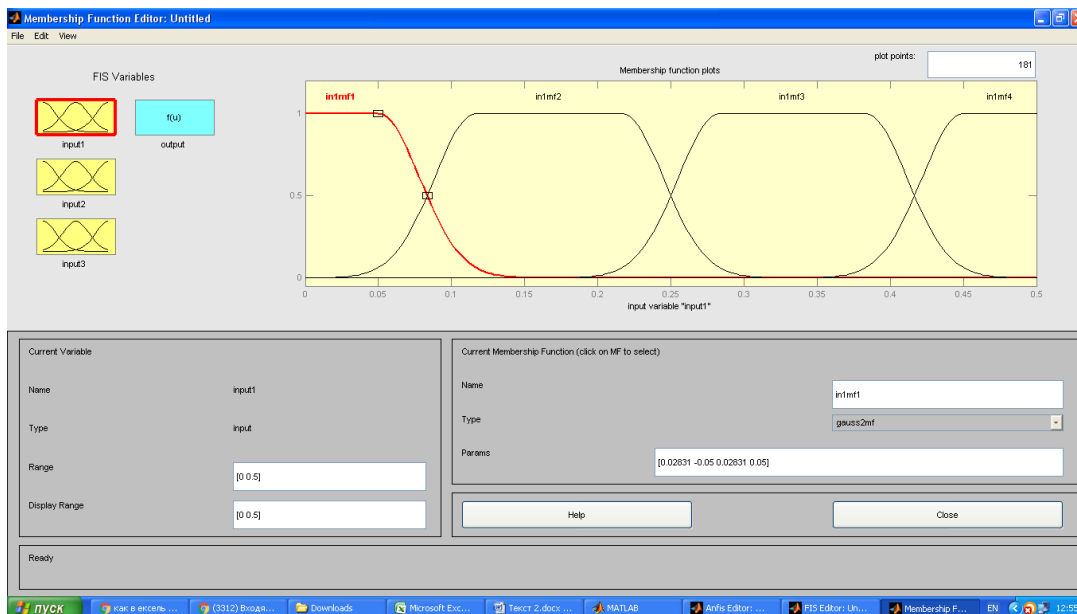 Membership Function Editor: Untitled
File Edit View
FIS Variables
f(u)
input1
output
input2
input3
plot points:
181
Membership function plots
in1mf1
in1mf2
in1mf3
in1mf4
1
0.5
0
0
0.05
0.1
0.15
0.2
0.25
0.3
0.35
0.4
0.45
0.5
input variable "input1"
Current Variable
Name
input1
Type
input
Range
[0 0.5]
Display Range
[0 0.5]
Current Membership Function (click on MF to select)
Name
in1mf1
Type
gauss2mf
Params
[0.02831 -0.05 0.02831 0.05]
Help
Close
Ready
пуск
как в ексель ...
(3312) Входя...
Downloads
Microsoft Exc...
Текст 2.docx ...
MATLAB
Anfis Editor: ...
FIS Editor: Un...
Membership F...
EN
12:55